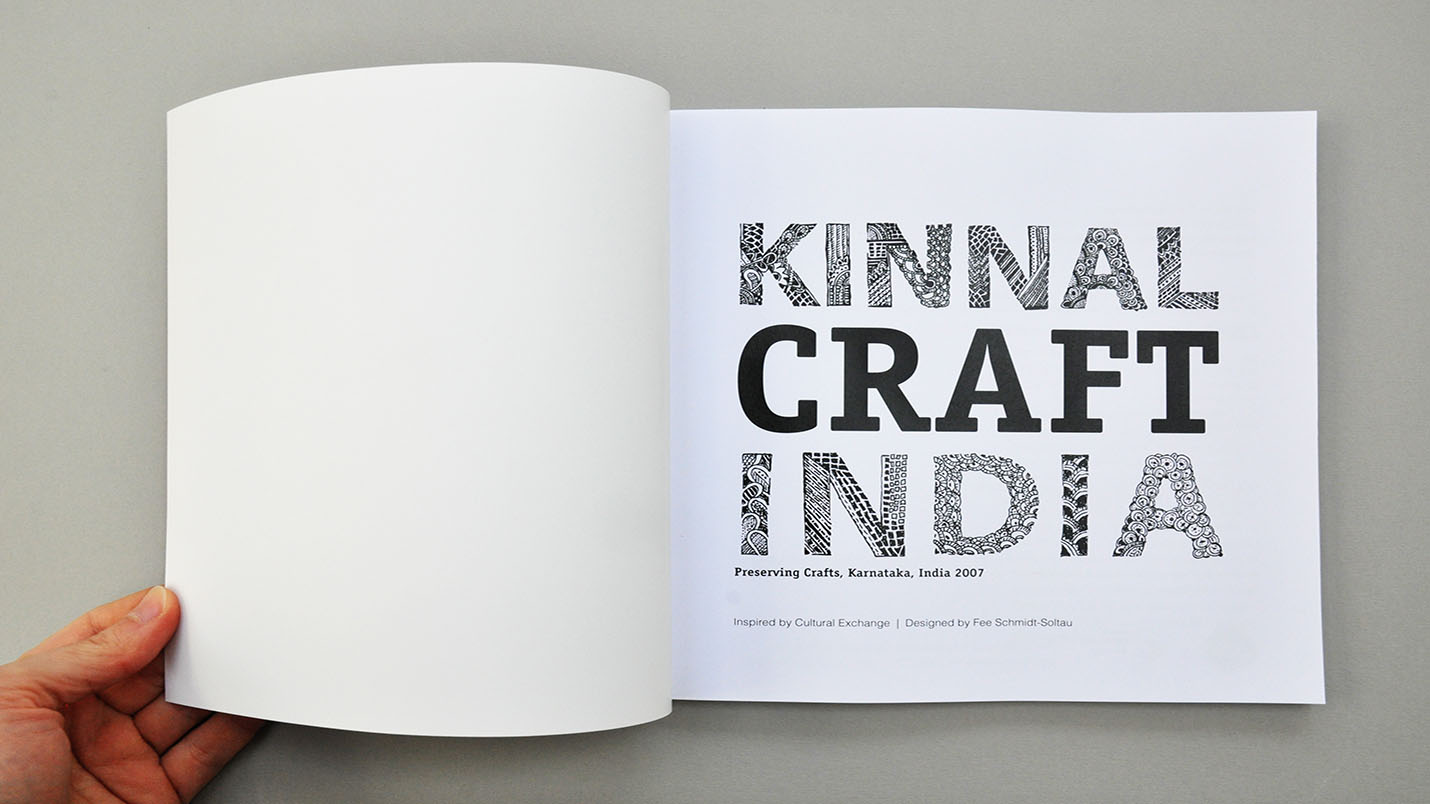 KINNAL
CRAFT
INDIA
Preserving Crafts, Karnataka, India 2007
Inspired by Cultural Exchange | Designed by Fee Schmidt-Soltau